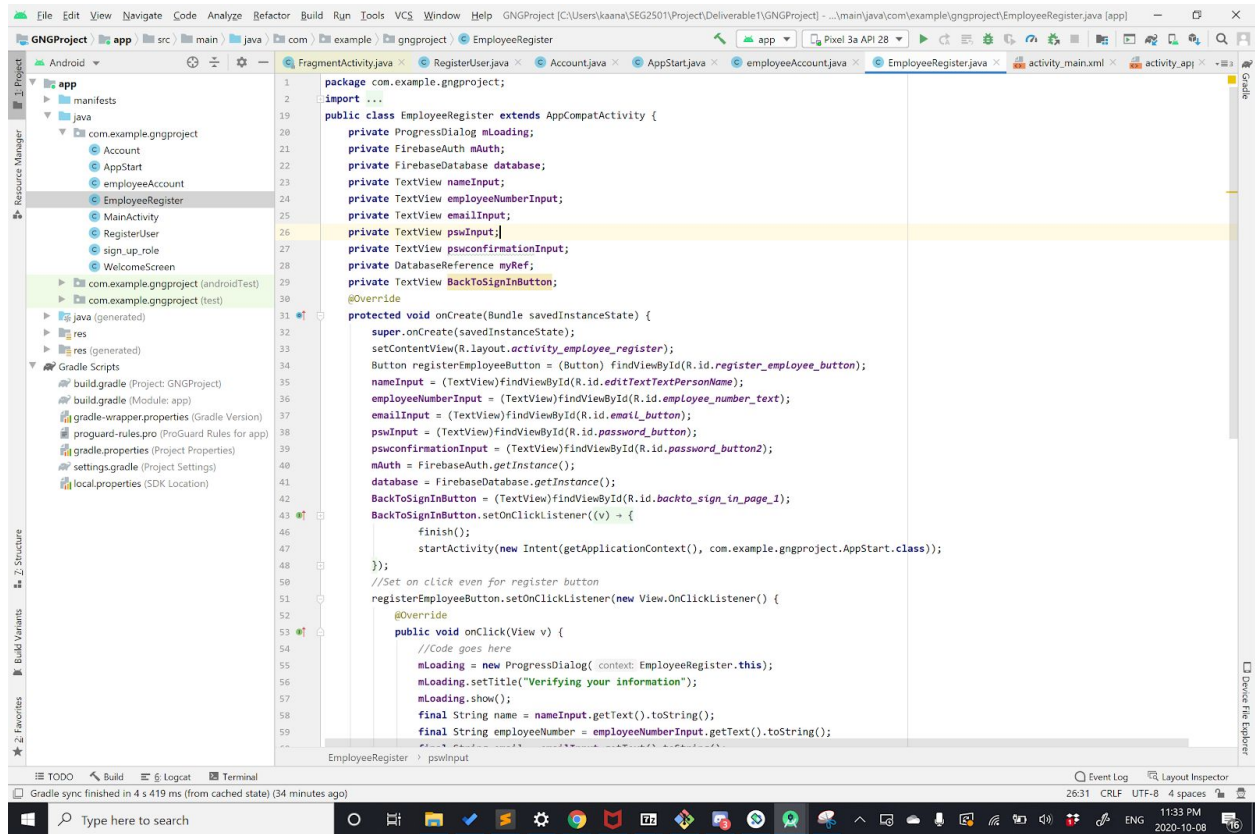 File Edit View Navigate Code Analyze Refactor Build Run Tools VCS Window Help GNGProject [C:\Users\kaana\SEG2501\Project\Deliverable1\GNGProject] - ...\main\java\com\example\gngproject\EmployeeRegister.java [app]
GNGProject app src main java com example gngproject EmployeeRegister app Pixel 3a API 28
Android FragmentActivity.java RegisterUser.java Account.java AppStart.java employeeAccount.java EmployeeRegister.java activity_main.xml activity_app
1: Project
Resource Manager
Z: Structure
Build Variants
2: Favorites
app
manifests
java
com.example.gngproject
Account
AppStart
employeeAccount
EmployeeRegister
MainActivity
RegisterUser
sign_up_role
WelcomeScreen
com.example.gngproject (androidTest)
com.example.gngproject (test)
java (generated)
res
res (generated)
Gradle Scripts
build.gradle (Project: GNGProject)
build.gradle (Module: app)
gradle-wrapper.properties (Gradle Version)
proguard-rules.pro (ProGuard Rules for app)
gradle.properties (Project Properties)
settings.gradle (Project Settings)
local.properties (SDK Location)
1 package com.example.gngproject;
2 import ...
19 public class EmployeeRegister extends AppCompatActivity {
20 private ProgressDialog mLoading;
21 private FirebaseAuth mAuth;
22 private FirebaseDatabase database;
23 private TextView nameInput;
24 private TextView employeeNumberInput;
25 private TextView emailInput;
26 private TextView pswInput;
27 private TextView pswconfirmationInput;
28 private DatabaseReference myRef;
29 private TextView BackToSignInButton;
30 @Override
31 protected void onCreate(Bundle savedInstanceState) {
32 super.onCreate(savedInstanceState);
33 setContentView(R.layout.activity_employee_register);
34 Button registerEmployeeButton = (Button) findViewById(R.id.register_employee_button);
35 nameInput = (TextView)findViewById(R.id.editTextTextPersonName);
36 employeeNumberInput = (TextView)findViewById(R.id.employee_number_text);
37 emailInput = (TextView)findViewById(R.id.email_button);
38 pswInput = (TextView)findViewById(R.id.password_button);
39 pswconfirmationInput = (TextView)findViewById(R.id.password_button2);
40 mAuth = FirebaseAuth.getInstance();
41 database = FirebaseDatabase.getInstance();
42 BackToSignInButton = (TextView)findViewById(R.id.backto_sign_in_page_1);
43 BackToSignInButton.setOnClickListener((v) → {
46 finish();
47 startActivity(new Intent(getApplicationContext(), com.example.gngproject.AppStart.class));
48 });
50 //Set on click even for register button
51 registerEmployeeButton.setOnClickListener(new View.OnClickListener() {
52 @Override
53 public void onClick(View v) {
54 //Code goes here
55 mLoading = new ProgressDialog( context: EmployeeRegister.this);
56 mLoading.setTitle("Verifying your information");
57 mLoading.show();
58 final String name = nameInput.getText().toString();
59 final String employeeNumber = employeeNumberInput.getText().toString();
EmployeeRegister › pswInput
Gradle
Device File Explorer
TODO Build 6: Logcat Terminal Event Log Layout Inspector
Gradle sync finished in 4 s 419 ms (from cached state) (34 minutes ago) 26:31 CRLF UTF-8 4 spaces
Type here to search ENG 11:33 PM
2020-10-08
16